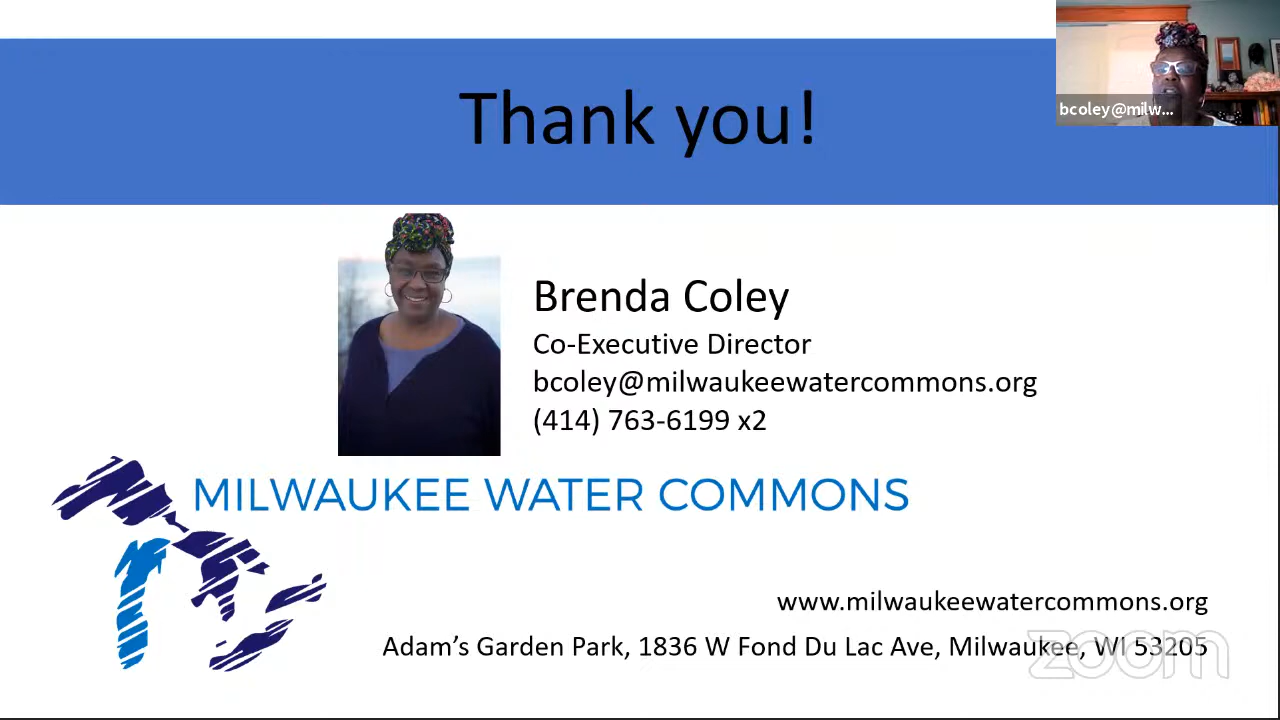 Thank you!
bcoley@milw...
Brenda Coley
Co-Executive Director
bcoley@milwaukeewatercommons.org
(414) 763-6199 x2
MILWAUKEE WATER COMMONS
www.milwaukeewatercommons.org
Adam’s Garden Park, 1836 W Fond Du Lac Ave, Milwaukee, WI 53205
zoom